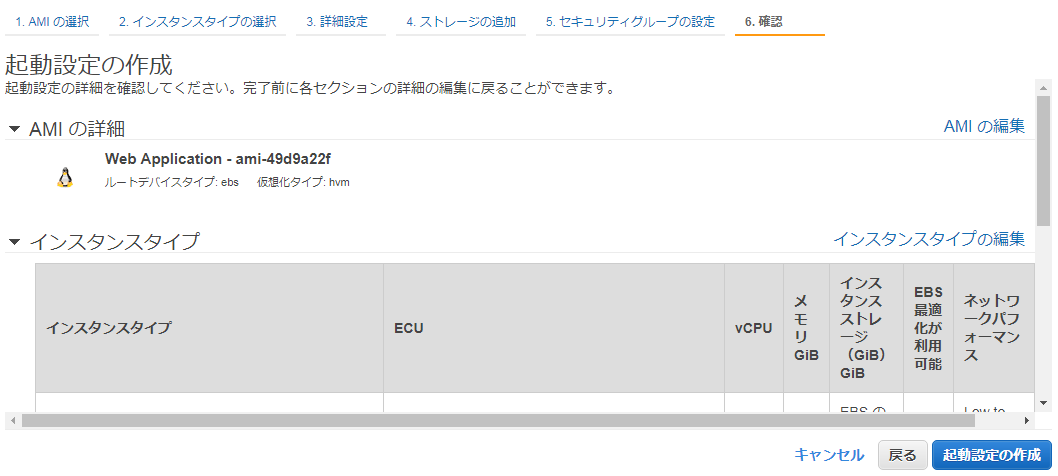 1. AMI の選択 2. インスタンスタイプの選択 3. 詳細設定 4. ストレージの追加 5. セキュリティグループの設定 6. 確認
起動設定の作成
起動設定の詳細を確認してください。完了前に各セクションの詳細の編集に戻ることができます。
AMI の詳細 AMI の編集
Web Application - ami-49d9a22f
ルートデバイスタイプ: ebs 仮想化タイプ: hvm
インスタンスタイプ インスタンスタイプの編集
インスタンスタイプ
ECU
vCPU
メ
モ
リ
GiB
インス
タンス
ストレ
ージ
（GiB）
GiB
EBS
最適
化が
利用
可能
ネットワ
ークパフ
ォーマン
ス
EBS の
Low to
キャンセル 戻る 起動設定の作成